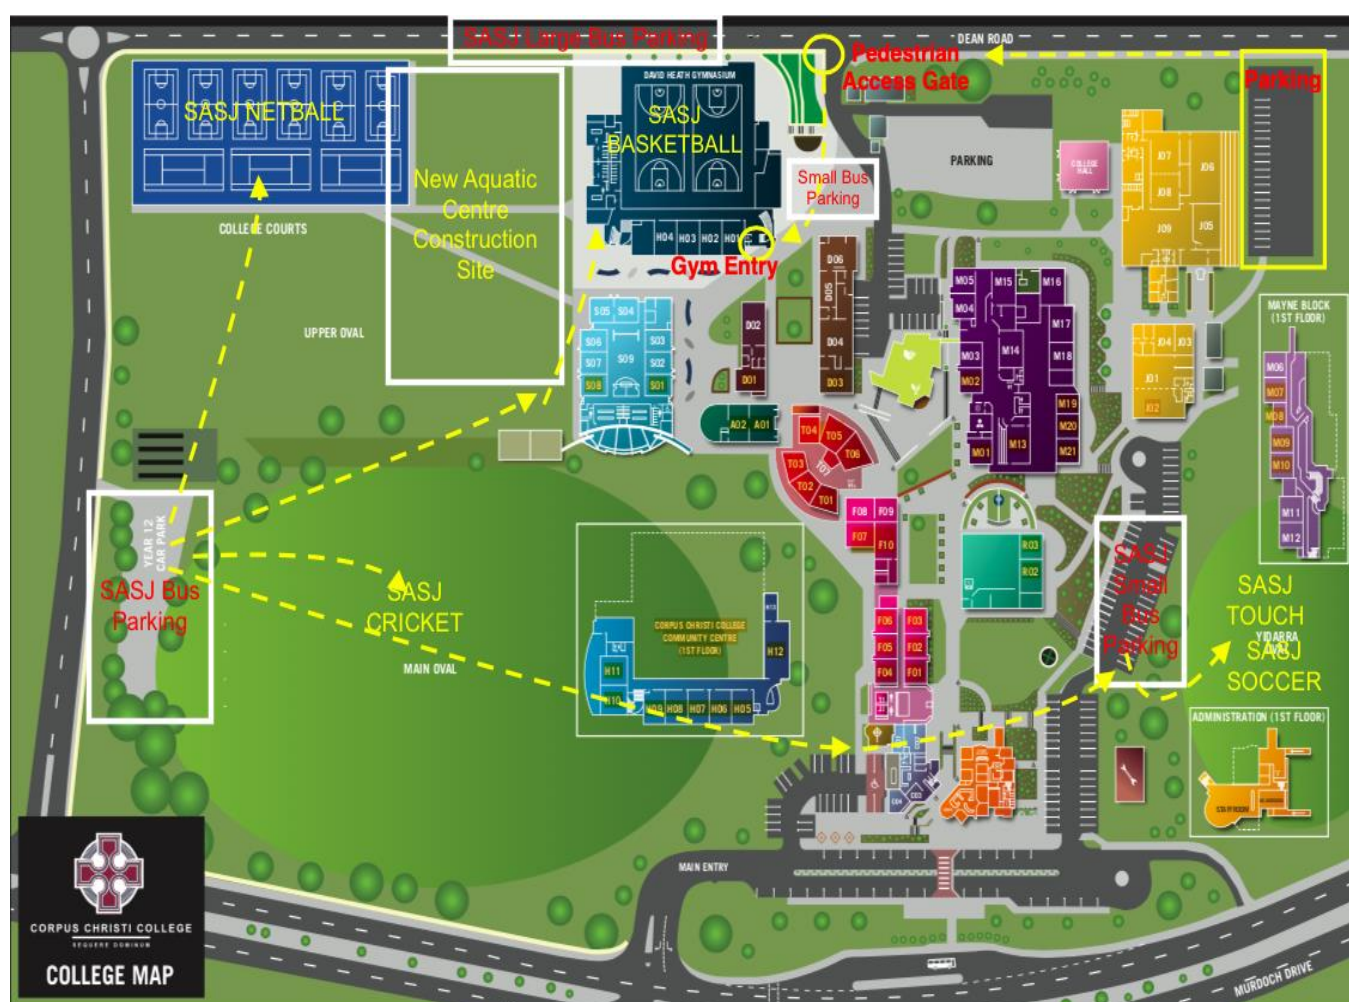 SASJ Large Bus Parking
DEAN ROAD
Pedestrian
Access Gate
Parking
DAVID HEATH GYMNASIUM
SASJ NETBALL
SASJ
BASKETBALL
PARKING
COLLEGE
HALL
J07
J06
J08
J09
J05
New Aquatic
Centre
Construction
Site
Small Bus
Parking
COLLEGE COURTS
H04
H03
H02
H01
Gym Entry
D06
D05
D04
D03
M05
M04
M15
M16
M17
M18
M14
M03
M02
M19
M20
M21
M13
M01
MAYNE BLOCK
(1ST FLOOR)
M06
M07
M08
M09
M10
M11
M12
UPPER OVAL
S05
S04
S06
S03
S09
S07
S02
S08
S01
D02
D01
J04
J03
J01
J02
A02
A01
T04
T05
T06
T03
T07
T02
T01
YEAR 12
CAR PARK
SASJ Bus
Parking
F08
F09
F07
F10
R03
R02
SASJ
Small
Bus
Parking
SASJ
CRICKET
MAIN OVAL
SASJ
TOUCH
YIDARRA
SASJ
SOCCER
CORPUS CHRISTI COLLEGE
COMMUNITY CENTRE
(1ST FLOOR)
H13
H12
H11
H10
H09
H08
H07
H06
H05
F06
F03
F05
F02
F04
F01
ADMINISTRATION (1ST FLOOR)
STAFFROOM
MAIN ENTRY
CORPUS CHRISTI COLLEGE
SEQUERE DOMINUM
COLLEGE MAP
MURDOCH DRIVE